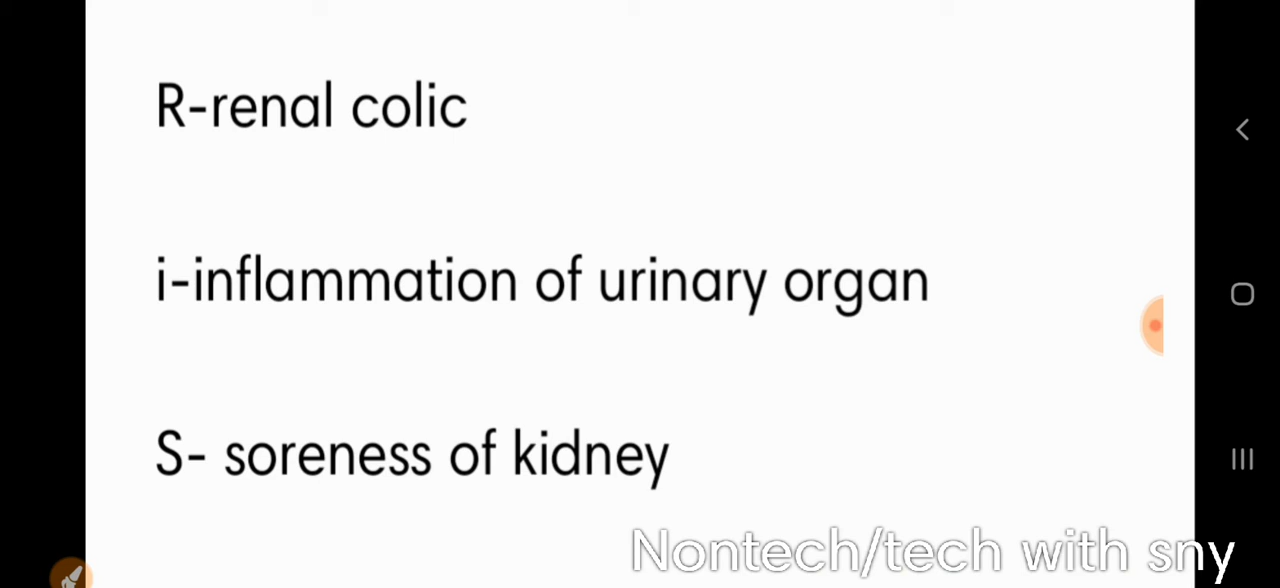 R-renal colic
i-inflammation of urinary organ
S- soreness of kidney
Nontech/tech with sny